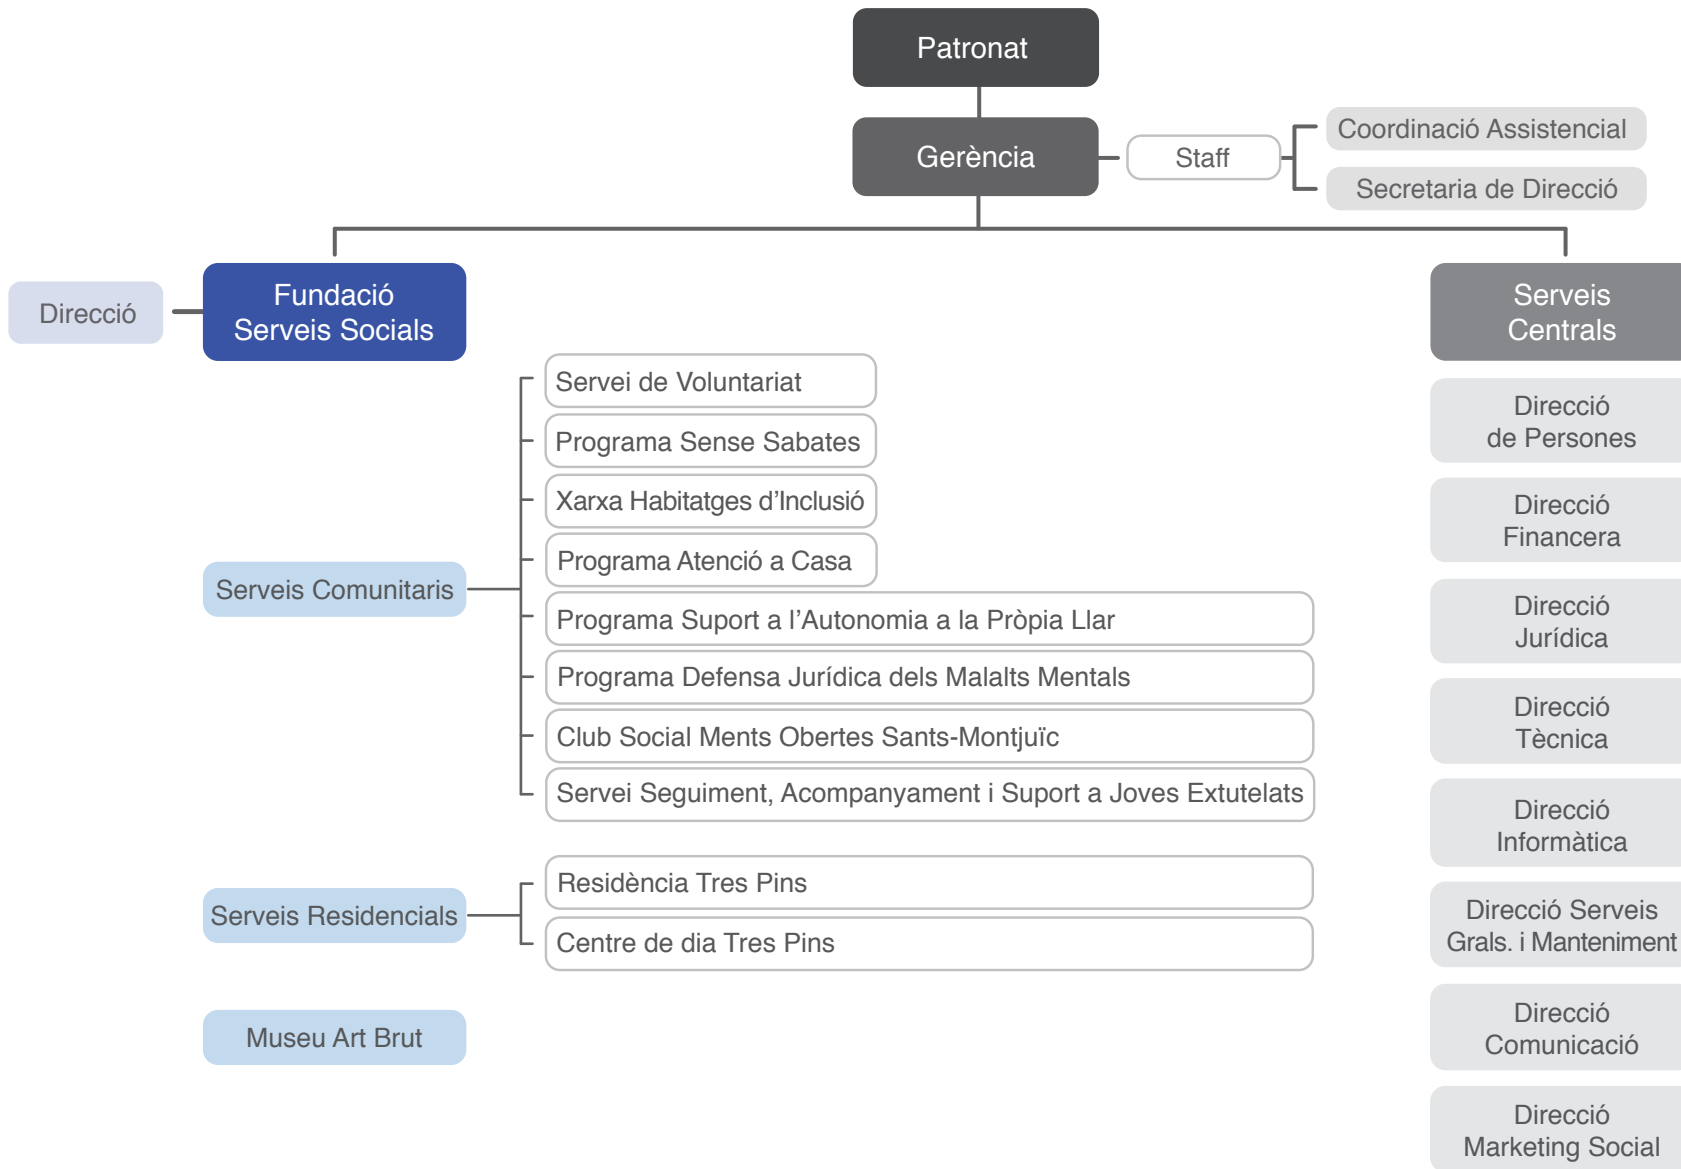 Patronat
Gerència
Staff
Coordinació Assistencial
Secretaria de Direcció
Direcció
Fundació
Serveis Socials
Serveis Comunitaris
Servei de Voluntariat
Programa Sense Sabates
Xarxa Habitatges d’Inclusió
Programa Atenció a Casa
Programa Suport a l’Autonomia a la Pròpia Llar
Programa Defensa Jurídica dels Malalts Mentals
Club Social Ments Obertes Sants-Montjuïc
Servei Seguiment, Acompanyament i Suport a Joves Extutelats
Serveis Residencials
Residència Tres Pins
Centre de dia Tres Pins
Museu Art Brut
Serveis
Centrals
Direcció
de Persones
Direcció
Financera
Direcció
Jurídica
Direcció
Tècnica
Direcció
Informàtica
Direcció Serveis
Grals. i Manteniment
Direcció
Comunicació
Direcció
Marketing Social